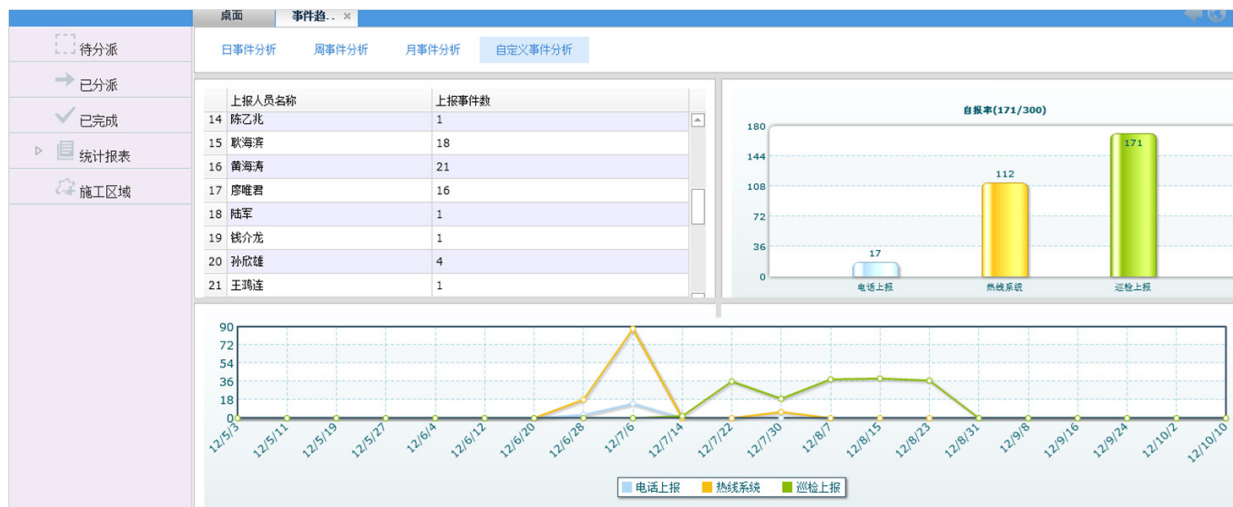 桌面 事件趋..
日事件分析 周事件分析 月事件分析 自定义事件分析
待分派
已分派
已完成
统计报表
施工区域
上报人员名称 上报事件数
14 陈乙兆 1
15 耿海滨 18
16 黄海涛 21
17 廖唯君 16
18 陆军 1
19 钱介龙 1
20 孙欣雄 4
21 王鸿连 1
自报率(171/300)
180
144
108
72
36
0
17
112
171
电话上报 热线系统 巡检上报
90
72
54
36
18
0
12/5/3 12/5/11 12/5/19 12/5/27 12/6/4 12/6/12 12/6/20 12/6/28 12/7/6 12/7/14 12/7/22 12/7/30 12/8/7 12/8/15 12/8/23 12/8/31 12/9/8 12/9/16 12/9/24 12/10/2 12/10/10
电话上报 热线系统 巡检上报